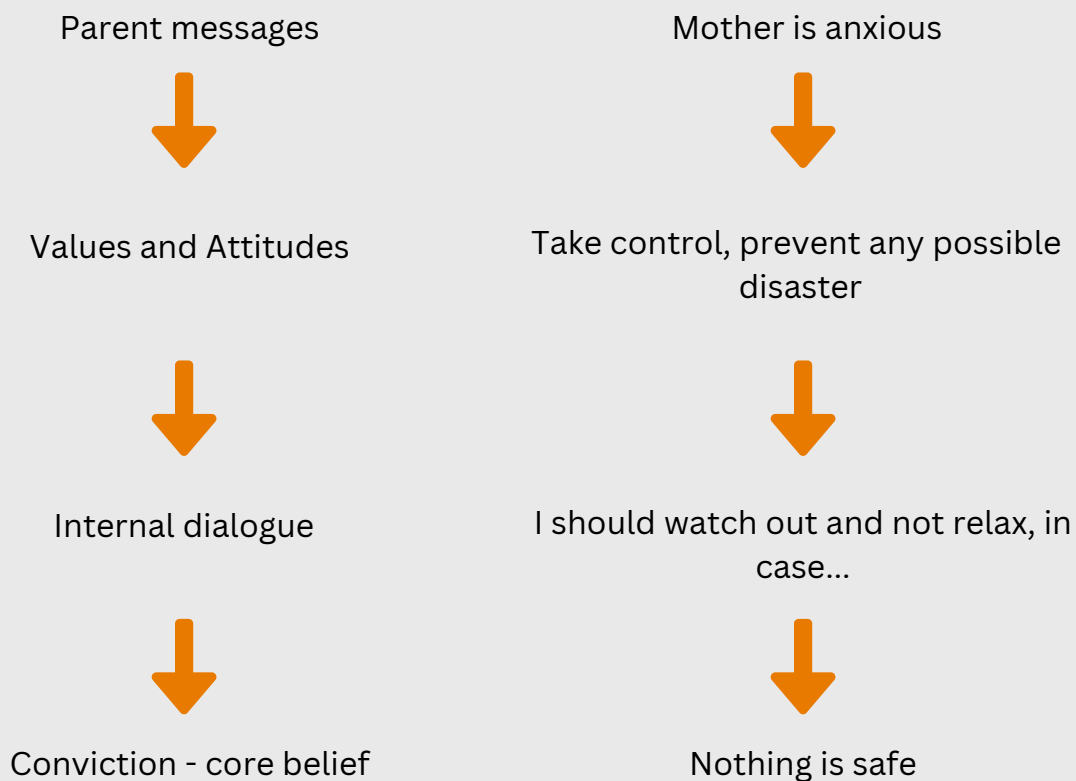 Parent messages
Mother is anxious
Values and Attitudes
Take control, prevent any possible
disaster
Internal dialogue
I should watch out and not relax, in
case...
Conviction - core belief
Nothing is safe